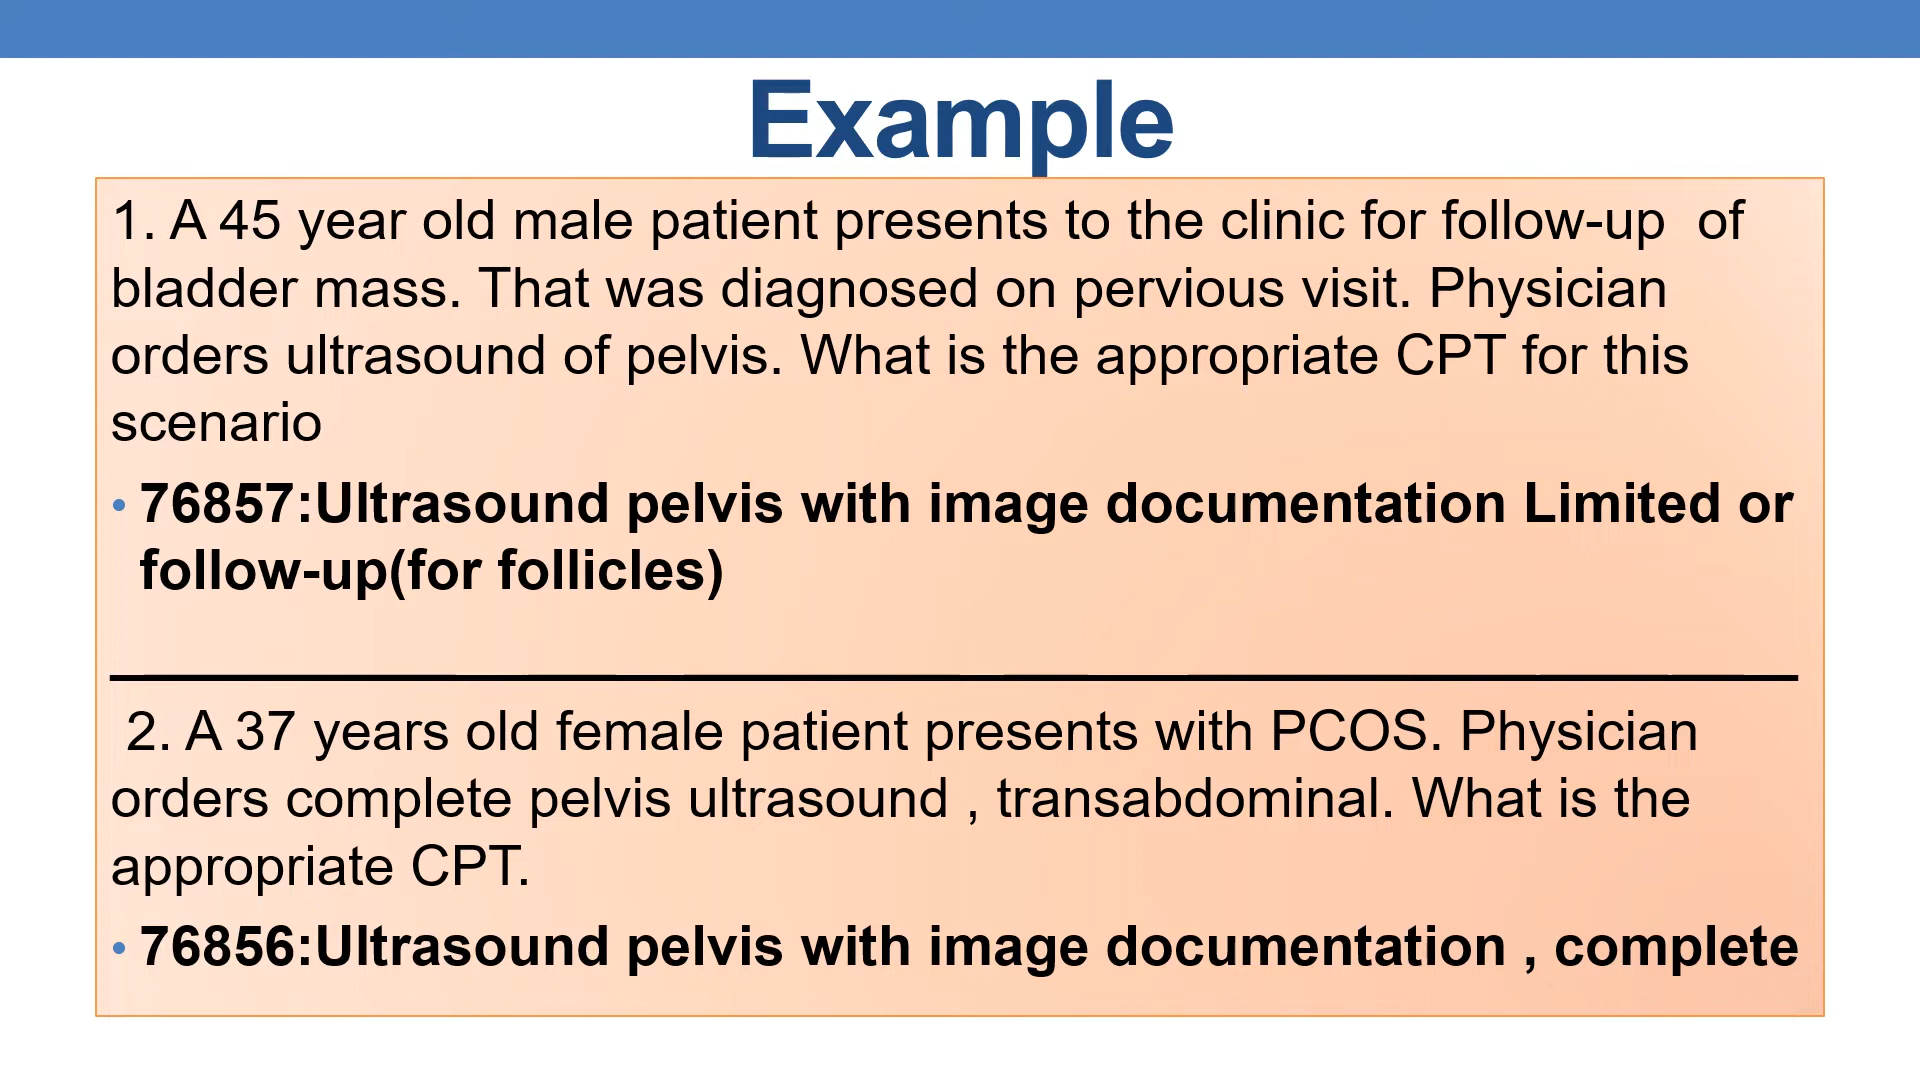 Example
1. A 45 year old male patient presents to the clinic for follow-up  of
bladder mass. That was diagnosed on pervious visit. Physician
orders ultrasound of pelvis. What is the appropriate CPT for this
scenario
• 76857:Ultrasound pelvis with image documentation Limited or
follow-up(for follicles)
2. A 37 years old female patient presents with PCOS. Physician
orders complete pelvis ultrasound , transabdominal. What is the
appropriate CPT.
• 76856:Ultrasound pelvis with image documentation , complete